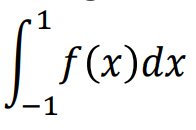 ∫_{-1}^{1} f(x)dx